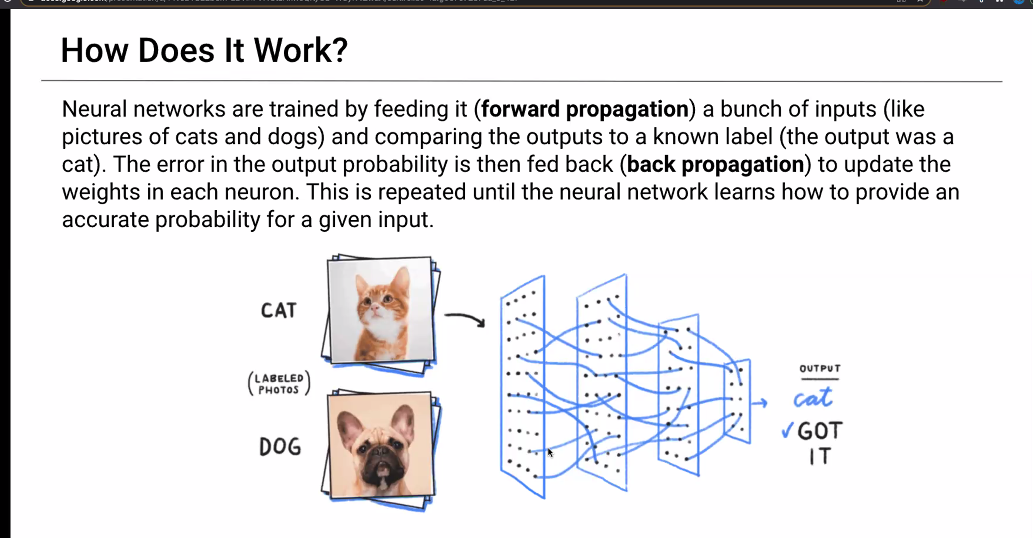 How Does It Work?
Neural networks are trained by feeding it (forward propagation) a bunch of inputs (like
pictures of cats and dogs) and comparing the outputs to a known label (the output was a
cat). The error in the output probability is then fed back (back propagation) to update the
weights in each neuron. This is repeated until the neural network learns how to provide an
accurate probability for a given input.
CAT
(LABELED
PHOTOS)
DOG
OUTPUT
cat
✓GOT
IT